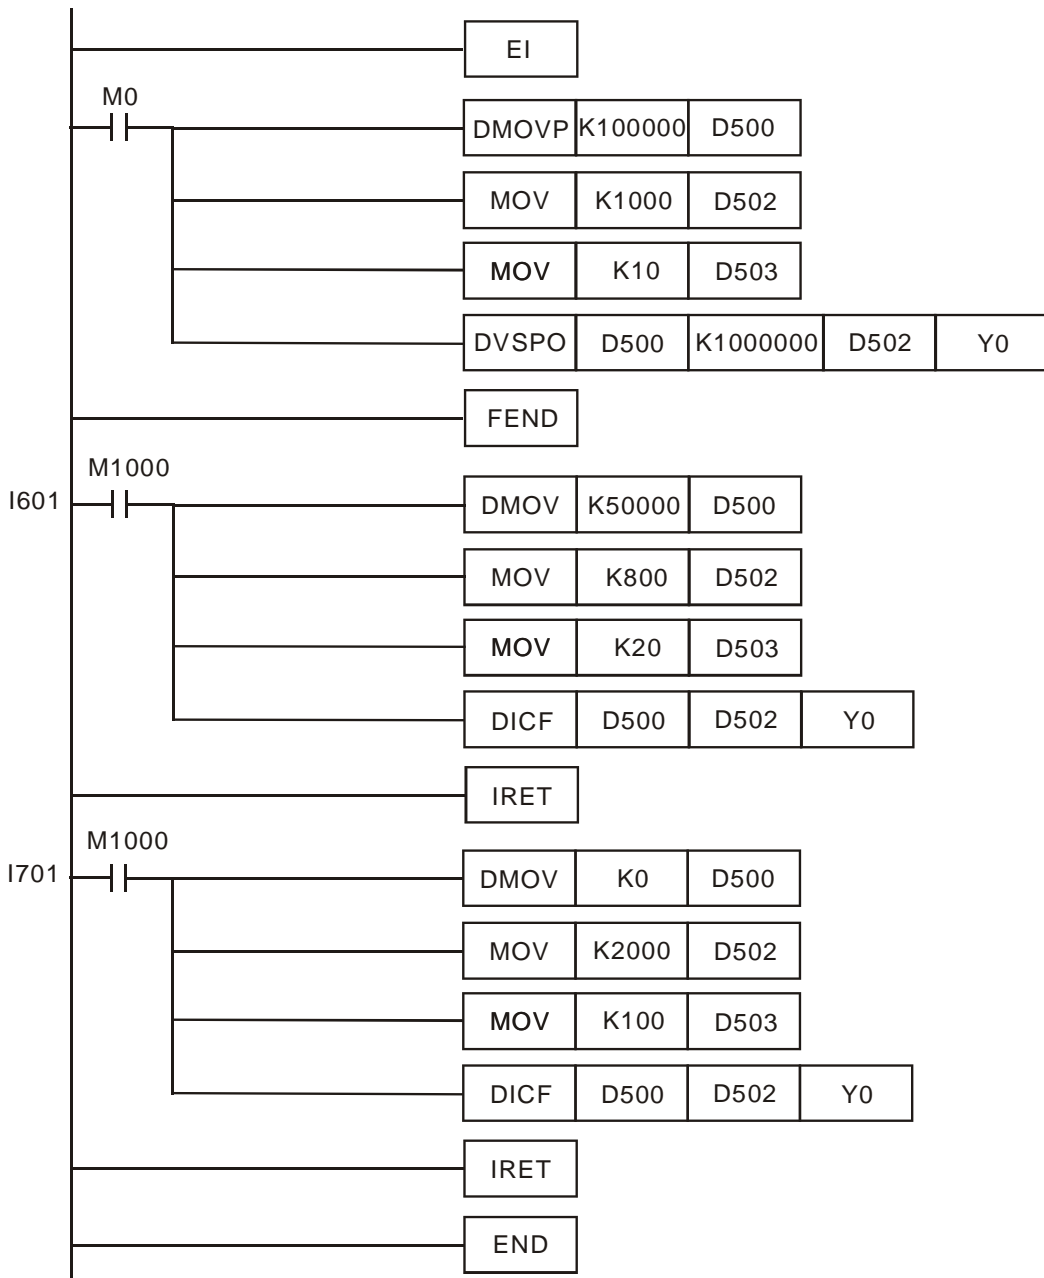 EI
M0
DMOVP K100000 D500
MOV K1000 D502
MOV K10 D503
DVSPO D500 K1000000 D502 Y0
FEND
M1000
I601 DMOV K50000 D500
MOV K800 D502
MOV K20 D503
DICF D500 D502 Y0
IRET
M1000
I701 DMOV K0 D500
MOV K2000 D502
MOV K100 D503
DICF D500 D502 Y0
IRET
END